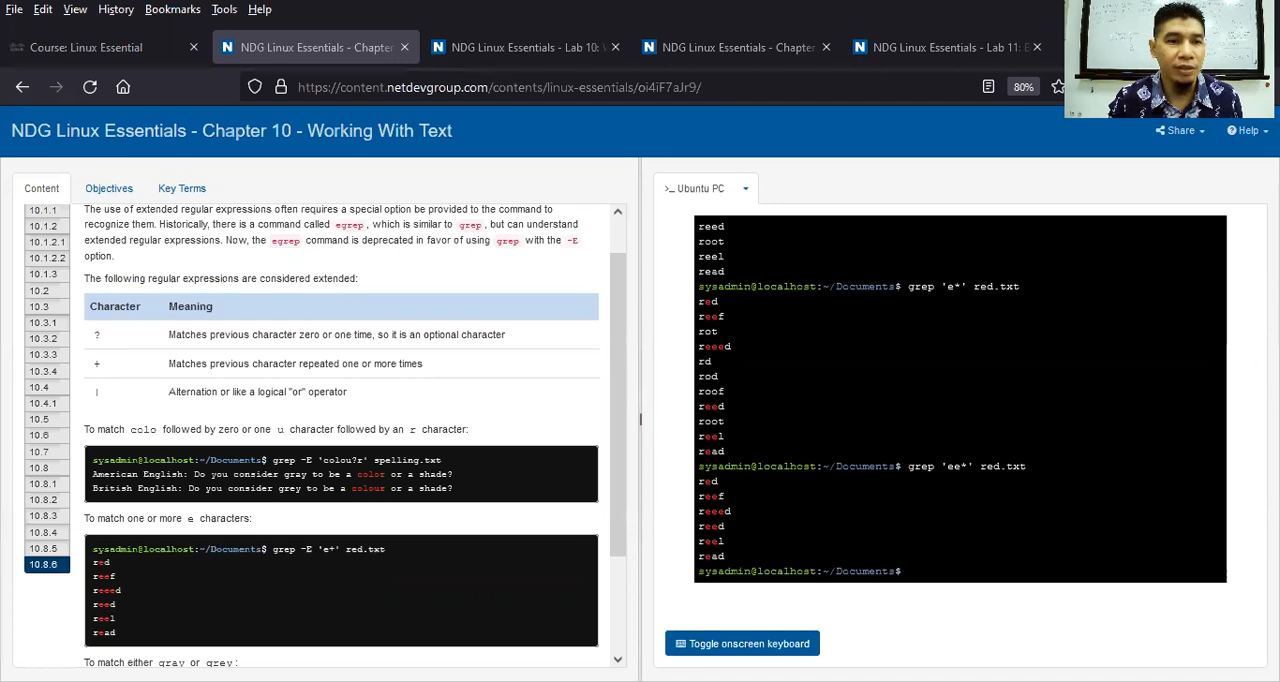 File Edit View History Bookmarks Tools Help
Course: Linux Essential
NDG Linux Essentials - Chapter
NDG Linux Essentials - Lab 10:
NDG Linux Essentials - Chapter
NDG Linux Essentials - Lab 11:
https://content.netdevgroup.com/contents/linux-essentials/oi4iF7aJr9/
80%
NDG Linux Essentials - Chapter 10 - Working With Text
Share
Help
Content
Objectives
Key Terms
10.1.1
10.1.2
10.1.2.1
10.1.2.2
10.1.3
10.2
10.3
10.3.1
10.3.2
10.3.3
10.3.4
10.4
10.4.1
10.5
10.6
10.7
10.8
10.8.1
10.8.2
10.8.3
10.8.4
10.8.5
10.8.6
The use of extended regular expressions often requires a special option be provided to the command to
recognize them. Historically, there is a command called egrep, which is similar to grep, but can understand
extended regular expressions. Now, the egrep command is deprecated in favor of using grep with the -E
option.
The following regular expressions are considered extended:
Character Meaning
? Matches previous character zero or one time, so it is an optional character
+ Matches previous character repeated one or more times
| Alternation or like a logical "or" operator
To match colo followed by zero or one u character followed by an r character:
sysadmin@localhost:~/Documents$ grep -E 'colou?r' spelling.txt
American English: Do you consider gray to be a color or a shade?
British English: Do you consider grey to be a colour or a shade?
To match one or more e characters:
sysadmin@localhost:~/Documents$ grep -E 'e+' red.txt
red
reef
reeed
reed
reel
read
To match either gray or grey:
>_ Ubuntu PC
reed
root
reel
read
sysadmin@localhost:~/Documents$ grep 'e*' red.txt
red
reef
rot
reeed
rd
rod
roof
reed
root
reel
read
sysadmin@localhost:~/Documents$ grep 'ee*' red.txt
red
reef
reeed
reed
reel
read
sysadmin@localhost:~/Documents$
Toggle onscreen keyboard